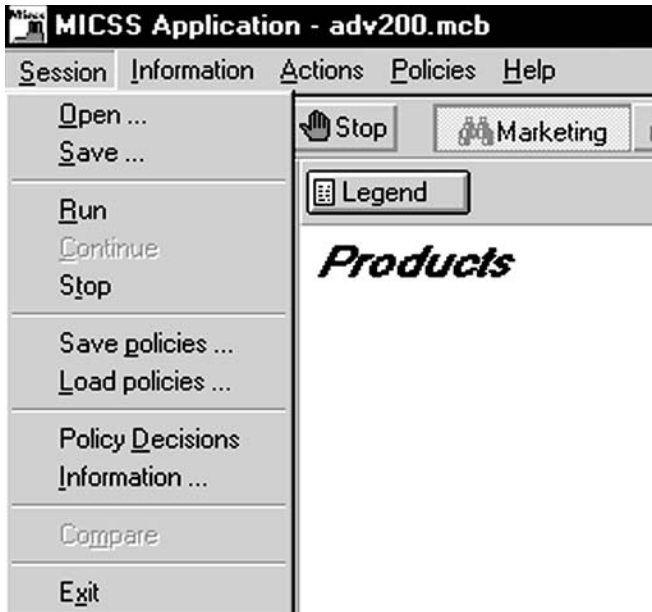 Micss
MICSS Application - adv200.mcb
Session Information Actions Policies Help
Open ...
Save ...
Run
Continue
Stop
Save policies ...
Load policies ...
Policy Decisions
Information ...
Compare
Exit
Stop Marketing
Legend
Products